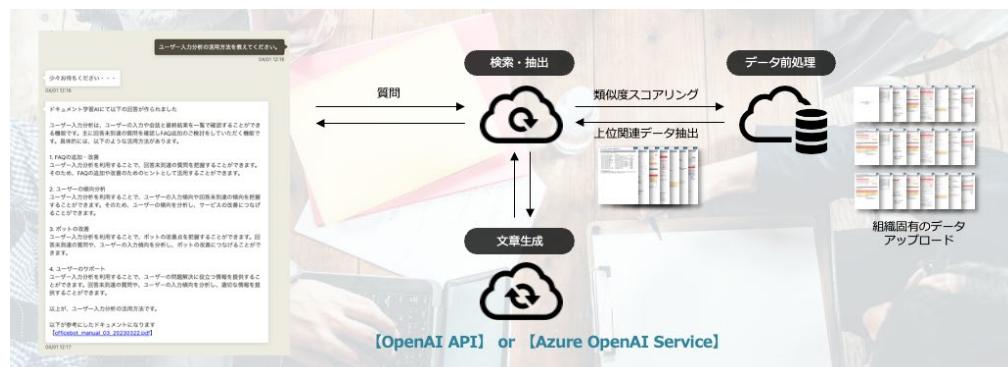 ユーザー入力分析の活用方法を教えてください。
04/01 12:16
少々お待ちください・・・
04/01 12:16
ドキュメント学習AIにて以下の回答が作られました
ユーザー入力分析は、ユーザーの入力や会話と最終結果を一覧で確認することができ
る機能です。主に回答未到達の質問を確認しFAQ追加のご検討をしていただく機能で
す。具体的には、以下のような活用方法があります。
1. FAQの追加・改善
ユーザー入力分析を利用することで、回答未到達の質問を把握することができます。
そのため、FAQの追加や改善のためのヒントとして活用することができます。
2. ユーザーの傾向分析
ユーザー入力分析を利用することで、ユーザーの入力傾向や回答未到達の傾向を把握
することができます。そのため、ユーザーの傾向を分析し、サービスの改善につなげ
ることができます。
3. ボットの改善
ユーザー入力分析を利用することで、ボットの改善点を把握することができます。回
答未到達の質問や、ユーザーの入力傾向を分析し、ボットの改善につなげることがで
きます。
4. ユーザーのサポート
ユーザー入力分析を利用することで、ユーザーの問題解決に役立つ情報を提供するこ
とができます。回答未到達の質問や、ユーザーの入力傾向を分析し、適切な情報を提
供することができます。
以上が、ユーザー入力分析の活用方法です。
以下が参考にしたドキュメントになります
【officebot_manual_03_20230322.pdf】
04/01 12:17
質問
検索・抽出
類似度スコアリング
上位関連データ抽出
データ前処理
組織固有のデータ
アップロード
文章生成
【OpenAI API】 or 【Azure OpenAI Service】